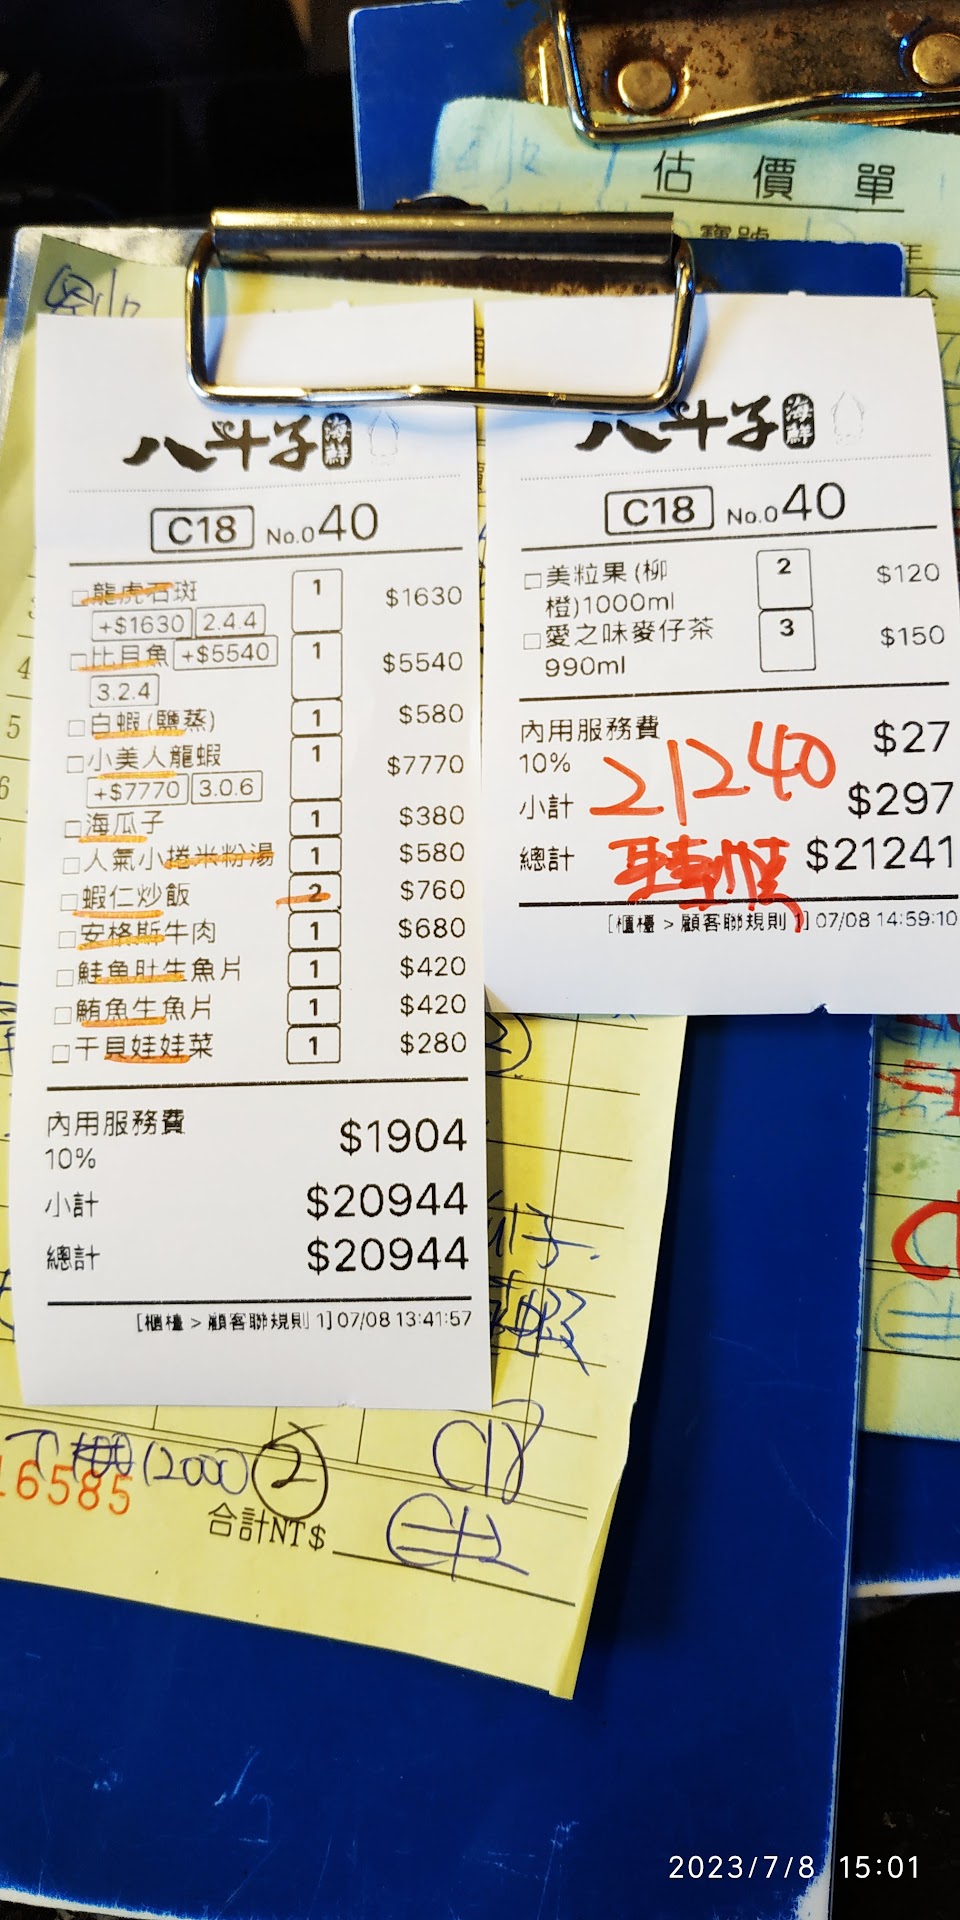 估價單
八斗子 海鮮
C18 No.040
龍虎石斑 1 $1630
+$1630 2.4.4
比目魚 +$5540 1 $5540
3.2.4
白蝦(鹽蒸) 1 $580
小美人龍蝦 1 $7770
+$7770 3.0.6
海瓜子 1 $380
人氣小捲米粉湯 1 $580
蝦仁炒飯 2 $760
安格斯牛肉 1 $680
鮭魚肚生魚片 1 $420
鮪魚生魚片 1 $420
干貝娃娃菜 1 $280
內用服務費 $1904
10%
小計 $20944
總計 $20944
[櫃檯 > 顧客聯規則 1] 07/08 13:41:57
八斗子 海鮮
C18 No.040
美粒果(柳 2 $120
橙)1000ml
愛之味麥仔茶 3 $150
990ml
內用服務費 $27
10%
21240
小計 $297
總計 $21241
[櫃檯 > 顧客聯規則 1] 07/08 14:59:10
4
5
6
12000 2 C18
16585
合計NT$
2023/7/8 15:01